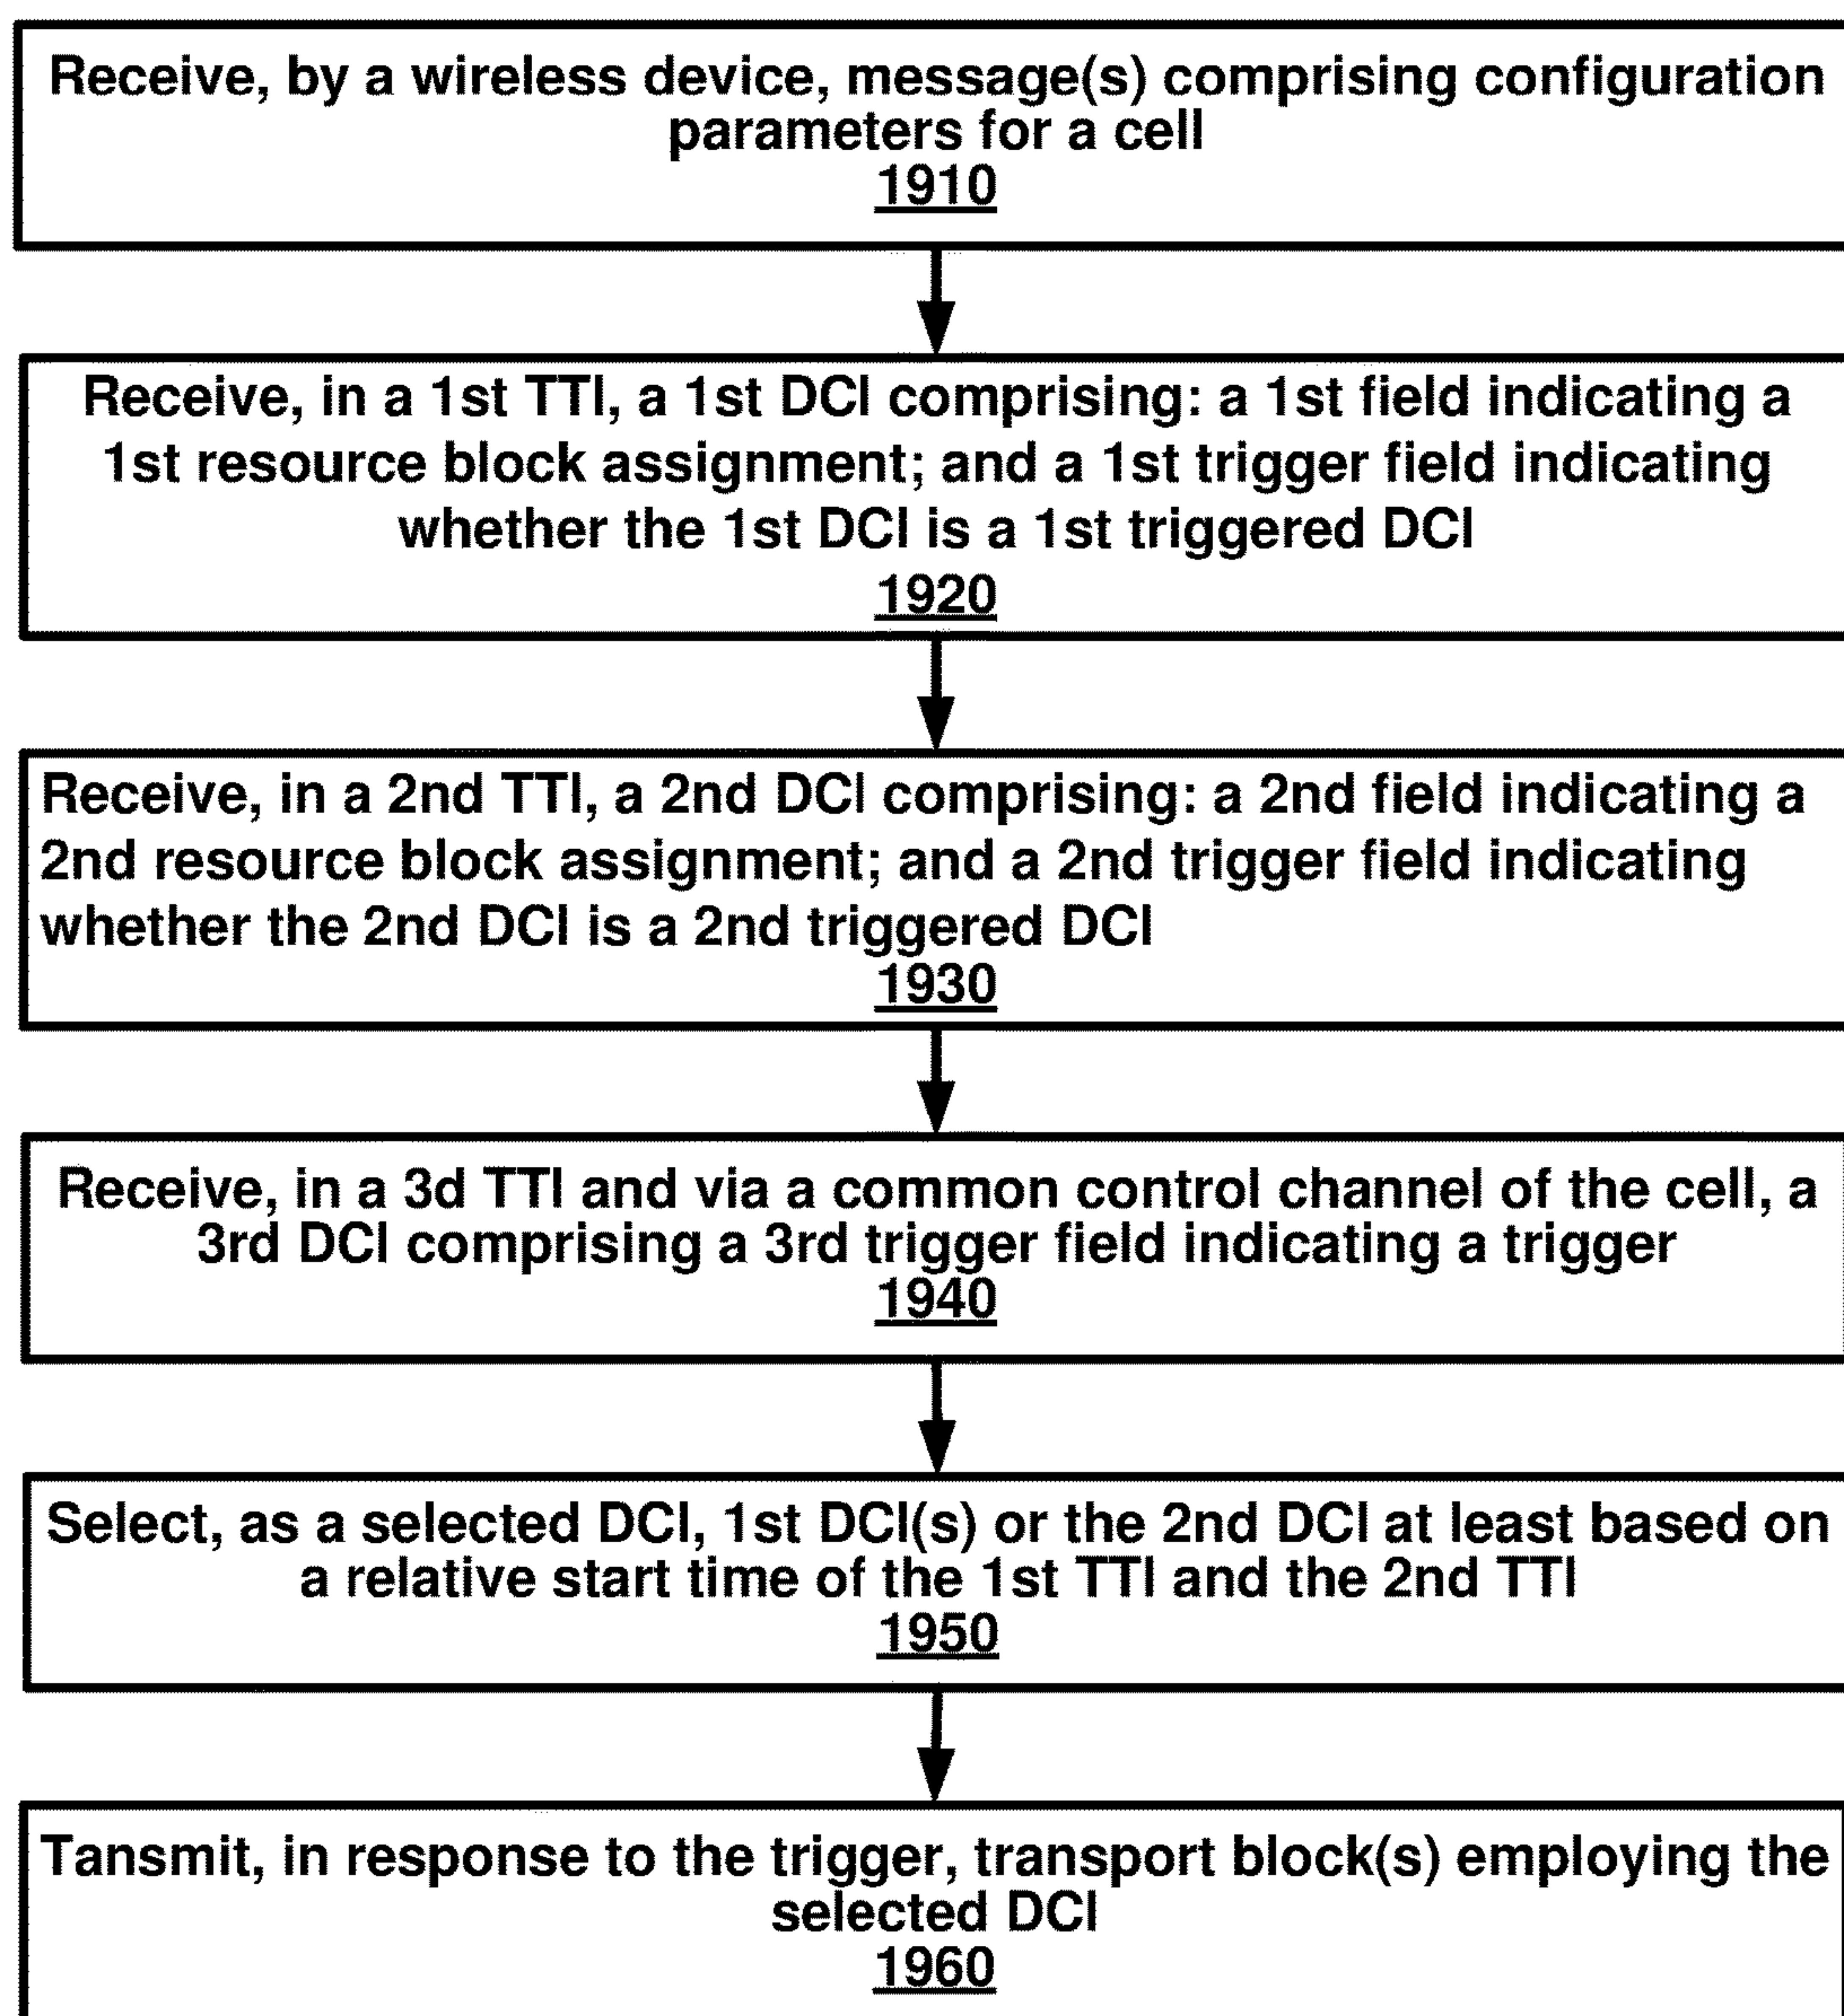 Receive, by a wireless device, message(s) comprising configuration
parameters for a cell
1910
Receive, in a 1st TTI, a 1st DCI comprising: a 1st field indicating a
1st resource block assignment; and a 1st trigger field indicating
whether the 1st DCI is a 1st triggered DCI
1920
Receive, in a 2nd TTI, a 2nd DCI comprising: a 2nd field indicating a
2nd resource block assignment; and a 2nd trigger field indicating
whether the 2nd DCI is a 2nd triggered DCI
1930
Receive, in a 3d TTI and via a common control channel of the cell, a
3rd DCI comprising a 3rd trigger field indicating a trigger
1940
Select, as a selected DCI, 1st DCI(s) or the 2nd DCI at least based on
a relative start time of the 1st TTI and the 2nd TTI
1950
Tansmit, in response to the trigger, transport block(s) employing the
selected DCI
1960